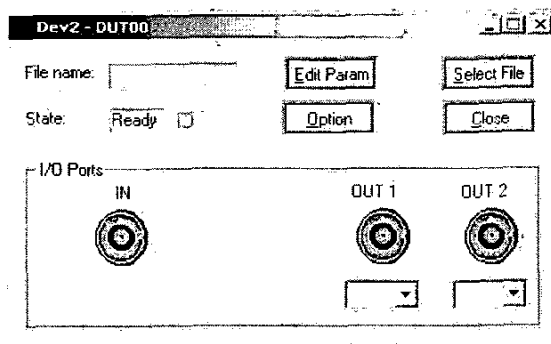 Dev2 - DUT00
File name:
Edit Param
Select File
State:
Ready
Option
Close
I/O Ports
IN
OUT 1
OUT 2